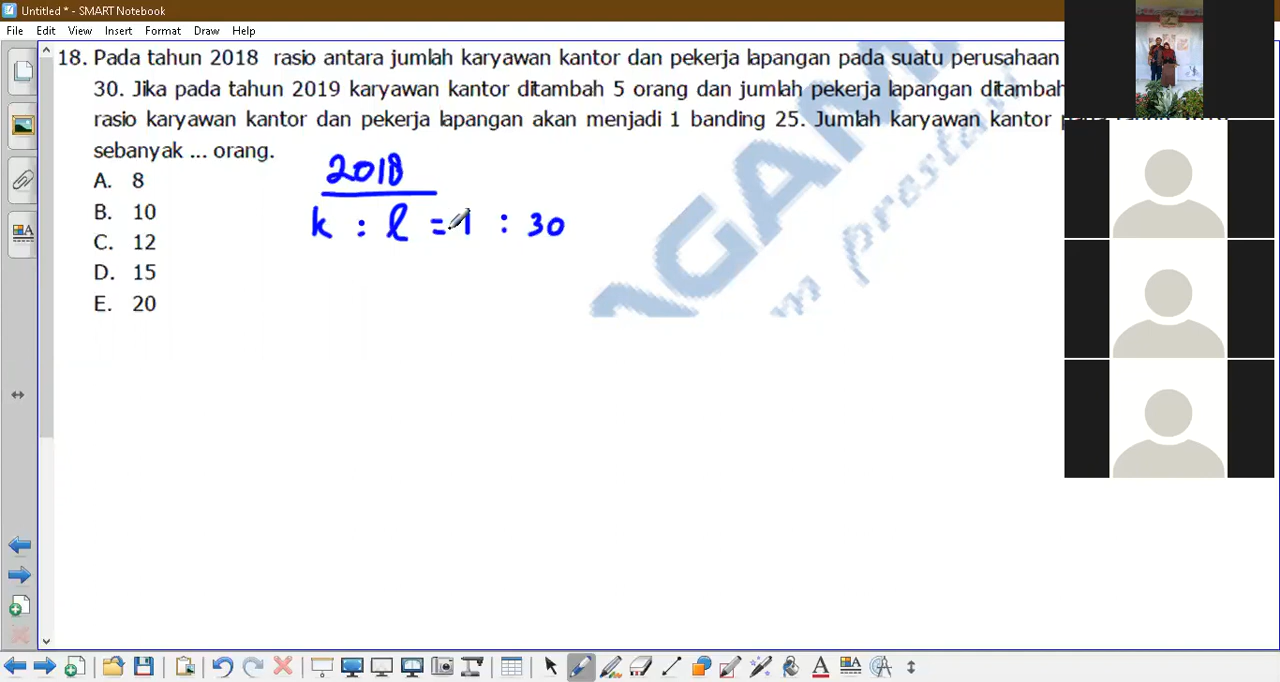 Untitled * - SMART Notebook
File Edit View Insert Format Draw Help
18. Pada tahun 2018 rasio antara jumlah karyawan kantor dan pekerja lapangan pada suatu perusahaan
30. Jika pada tahun 2019 karyawan kantor ditambah 5 orang dan jumlah pekerja lapangan ditambah
rasio karyawan kantor dan pekerja lapangan akan menjadi 1 banding 25. Jumlah karyawan kantor
sebanyak ... orang.
A. 8
B. 10
C. 12
D. 15
E. 20
2018
k : l = 1 : 30